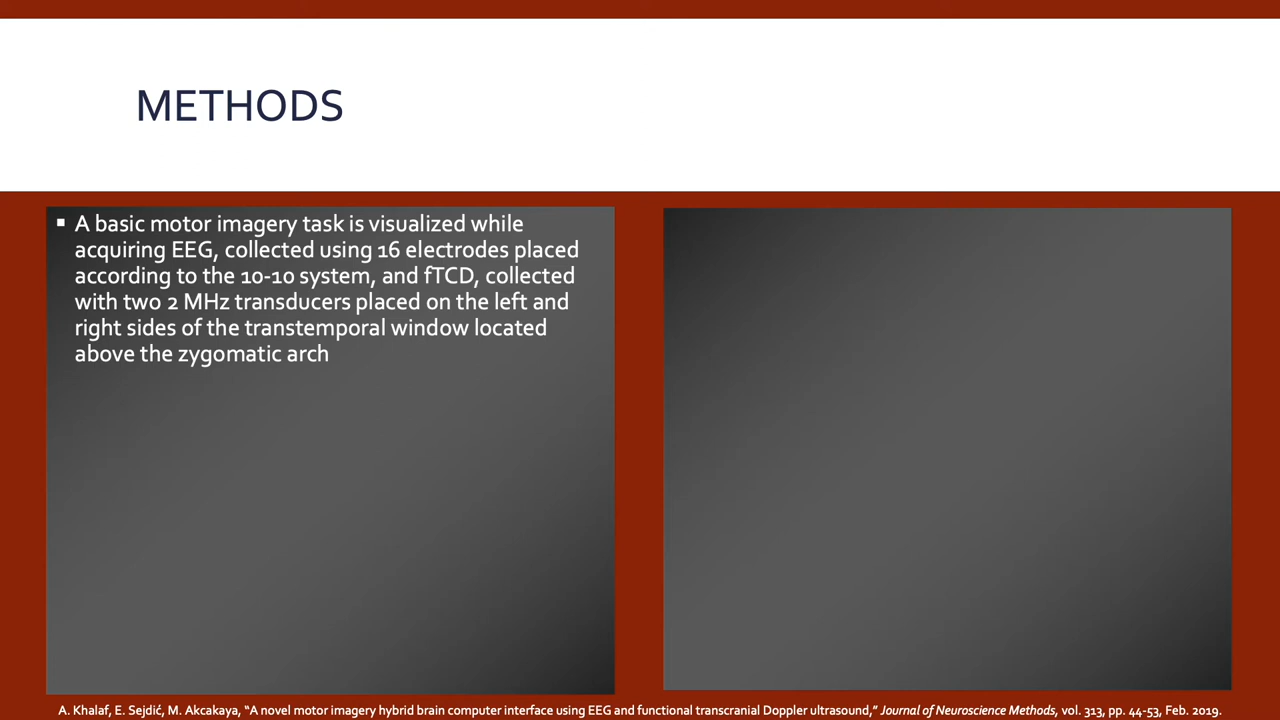 METHODS
▪ A basic motor imagery task is visualized while
acquiring EEG, collected using 16 electrodes placed
according to the 10-10 system, and fTCD, collected
with two 2 MHz transducers placed on the left and
right sides of the transtemporal window located
above the zygomatic arch
A. Khalaf, E. Sejdić, M. Akcakaya, “A novel motor imagery hybrid brain computer interface using EEG and functional transcranial Doppler ultrasound,” Journal of Neuroscience Methods, vol. 313, pp. 44-53, Feb. 2019.